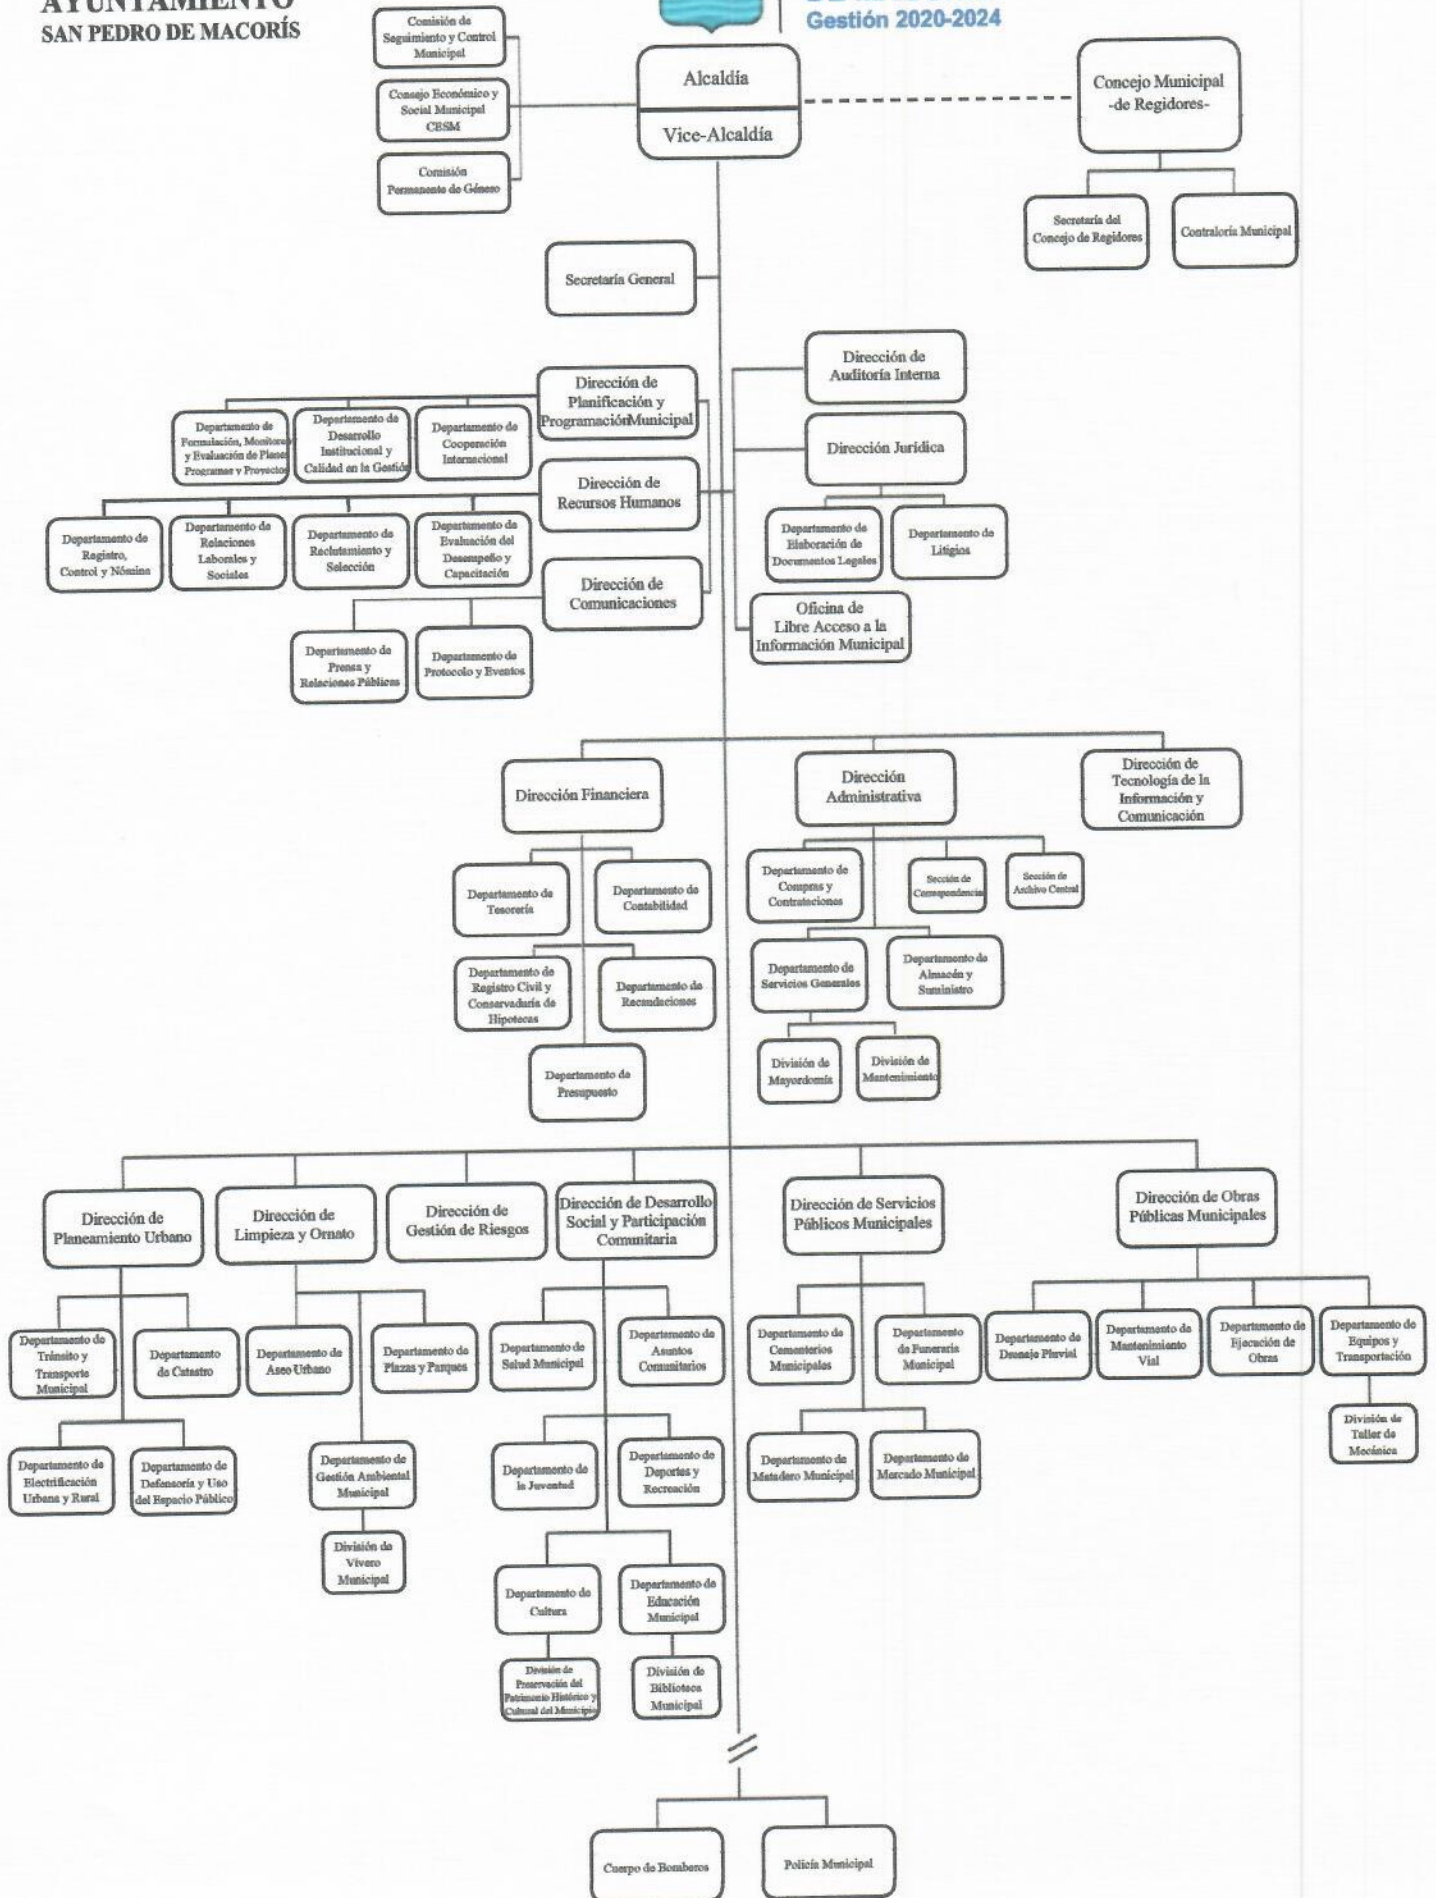 AYUNTAMIENTO
SAN PEDRO DE MACORÍS
Gestión 2020-2024
Comisión de
Seguimiento y Control
Municipal
Consejo Económico y
Social Municipal
CESM
Comisión
Permanente de Género
Alcaldía
Vice-Alcaldía
Concejo Municipal
-de Regidores-
Secretaría del
Concejo de Regidores
Contraloría Municipal
Secretaría General
Dirección de
Planificación y
Programación Municipal
Departamento de
Formulación, Monitoreo
y Evaluación de Planes
Programas y Proyectos
Departamento de
Desarrollo
Institucional y
Calidad en la Gestión
Departamento de
Cooperación
Internacional
Dirección de
Auditoría Interna
Dirección Jurídica
Departamento de
Elaboración de
Documentos Legales
Departamento de
Litigios
Oficina de
Libre Acceso a la
Información Municipal
Dirección de
Recursos Humanos
Departamento de
Registro,
Control y Nómina
Departamento de
Relaciones
Laborales y
Sociales
Departamento de
Reclutamiento y
Selección
Departamento de
Evaluación del
Desempeño y
Capacitación
Dirección de
Comunicaciones
Departamento de
Prensa y
Relaciones Públicas
Departamento de
Protocolo y Eventos
Dirección Financiera
Departamento de
Tesorería
Departamento de
Contabilidad
Departamento de
Registro Civil y
Conservaduría de
Hipotecas
Departamento de
Recaudaciones
Departamento de
Presupuesto
Dirección
Administrativa
Departamento de
Compras y
Contrataciones
Sección de
Correspondencia
Sección de
Archivo Central
Departamento de
Servicios Generales
Departamento de
Almacén y
Suministro
División de
Mayordomía
División de
Mantenimiento
Dirección de
Tecnología de la
Información y
Comunicación
Dirección de
Planeamiento Urbano
Departamento de
Tránsito y
Transporte
Municipal
Departamento
de Catastro
Departamento de
Electrificación
Urbana y Rural
Departamento de
Defensoría y Uso
del Espacio Público
Dirección de
Limpieza y Ornato
Departamento de
Aseo Urbano
Departamento de
Plazas y Parques
Departamento de
Gestión Ambiental
Municipal
División de
Vivero
Municipal
Dirección de
Gestión de Riesgos
Dirección de Desarrollo
Social y Participación
Comunitaria
Departamento de
Salud Municipal
Departamento de
Asuntos
Comunitarios
Departamento de
la Juventud
Departamento de
Deportes y
Recreación
Departamento de
Cultura
Departamento de
Educación
Municipal
División de
Preservación del
Patrimonio Histórico y
Cultural del Municipio
División de
Biblioteca
Municipal
Dirección de Servicios
Públicos Municipales
Departamento de
Cementerios
Municipales
Departamento
de Funeraria
Municipal
Departamento de
Matadero Municipal
Departamento de
Mercado Municipal
Dirección de Obras
Públicas Municipales
Departamento de
Drenaje Pluvial
Departamento de
Mantenimiento
Vial
Departamento de
Ejecución de
Obras
Departamento de
Equipos y
Transportación
División de
Taller de
Mecánica
Cuerpo de Bomberos
Policía Municipal